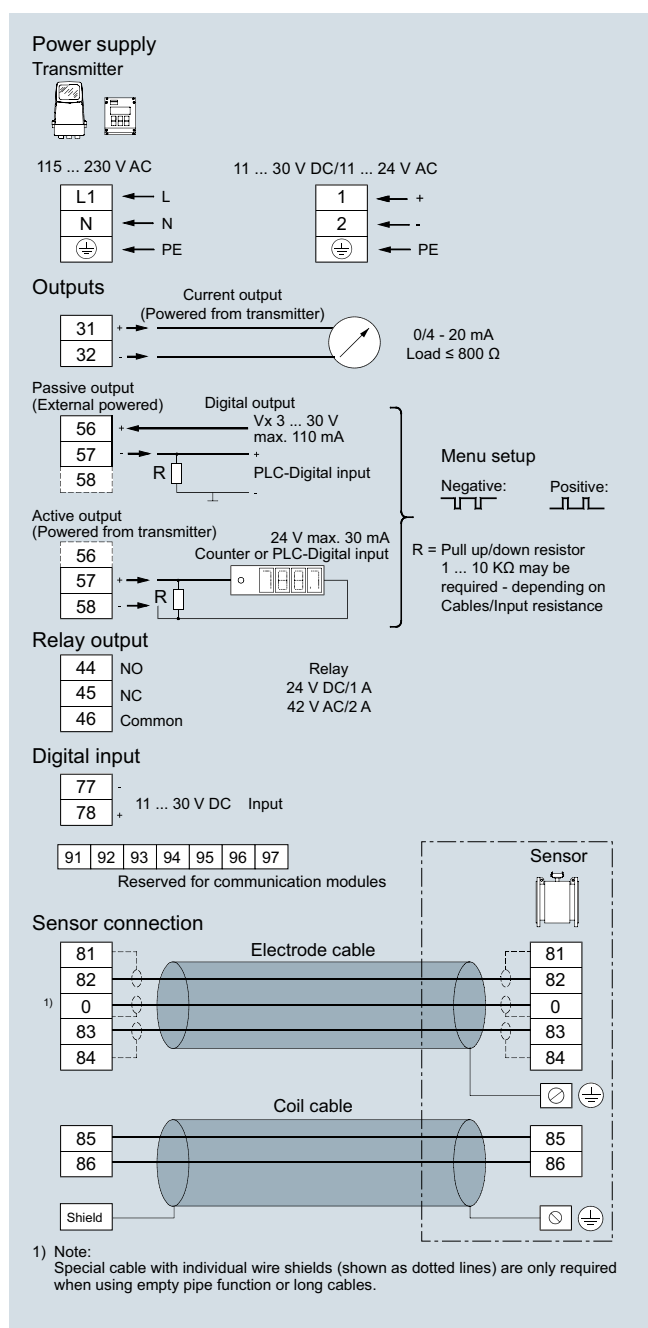 Power supply
Transmitter
115 ... 230 V AC
L1 L
N N
PE
11 ... 30 V DC/11 ... 24 V AC
1 +
2 -
PE
Outputs
Current output
(Powered from transmitter)
31 +
32 -
0/4 - 20 mA
Load ≤ 800 Ω
Passive output
(External powered)
Digital output
56 +
57 -
58
Vx 3 ... 30 V
max. 110 mA
+
R
PLC-Digital input
-
Active output
(Powered from transmitter)
24 V max. 30 mA
Counter or PLC-Digital input
56
57 +
58 -
R
Menu setup
Negative: Positive:
R = Pull up/down resistor
1 ... 10 KΩ may be
required - depending on
Cables/Input resistance
Relay output
44 NO
45 NC
46 Common
Relay
24 V DC/1 A
42 V AC/2 A
Digital input
77 -
78 +
11 ... 30 V DC Input
91 92 93 94 95 96 97
Reserved for communication modules
Sensor
Sensor connection
Electrode cable
81 81
82 82
1) 0 0
83 83
84 84
Coil cable
85 85
86 86
Shield
1) Note:
Special cable with individual wire shields (shown as dotted lines) are only required
when using empty pipe function or long cables.